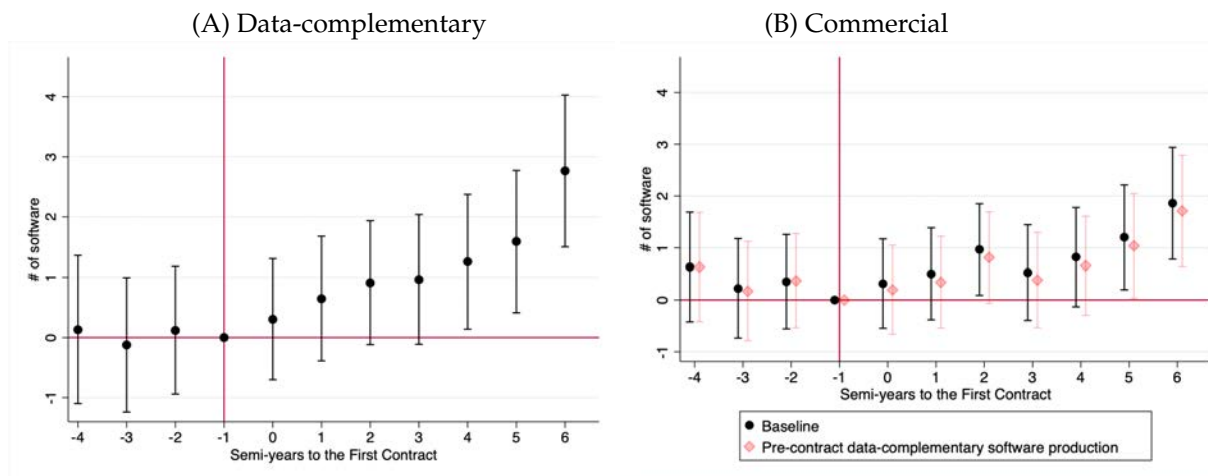 (A) Data-complementary
# of software
4
3
2
1
0
-1
-4 -3 -2 -1 0 1 2 3 4 5 6
Semi-years to the First Contract
(B) Commercial
# of software
4
3
2
1
0
-1
-4 -3 -2 -1 0 1 2 3 4 5 6
Semi-years to the First Contract
Baseline
Pre-contract data-complementary software production